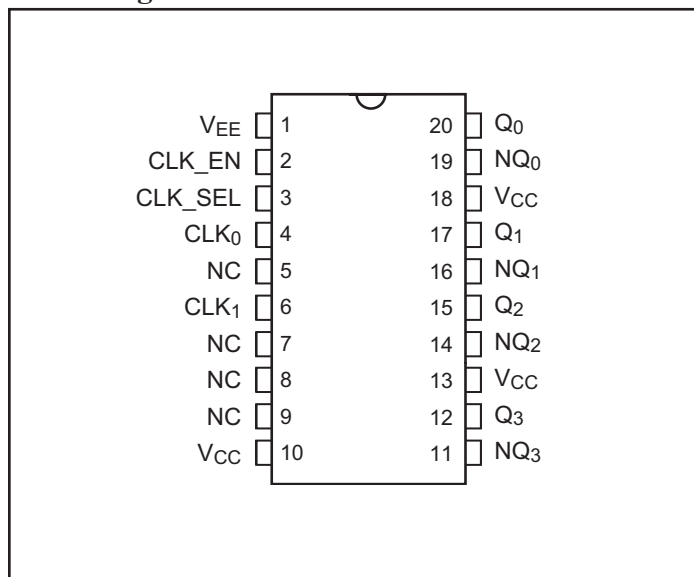 VEE 1 20 Q0
CLK_EN 2 19 NQ0
CLK_SEL 3 18 VCC
CLK0 4 17 Q1
NC 5 16 NQ1
CLK1 6 15 Q2
NC 7 14 NQ2
NC 8 13 VCC
NC 9 12 Q3
VCC 10 11 NQ3